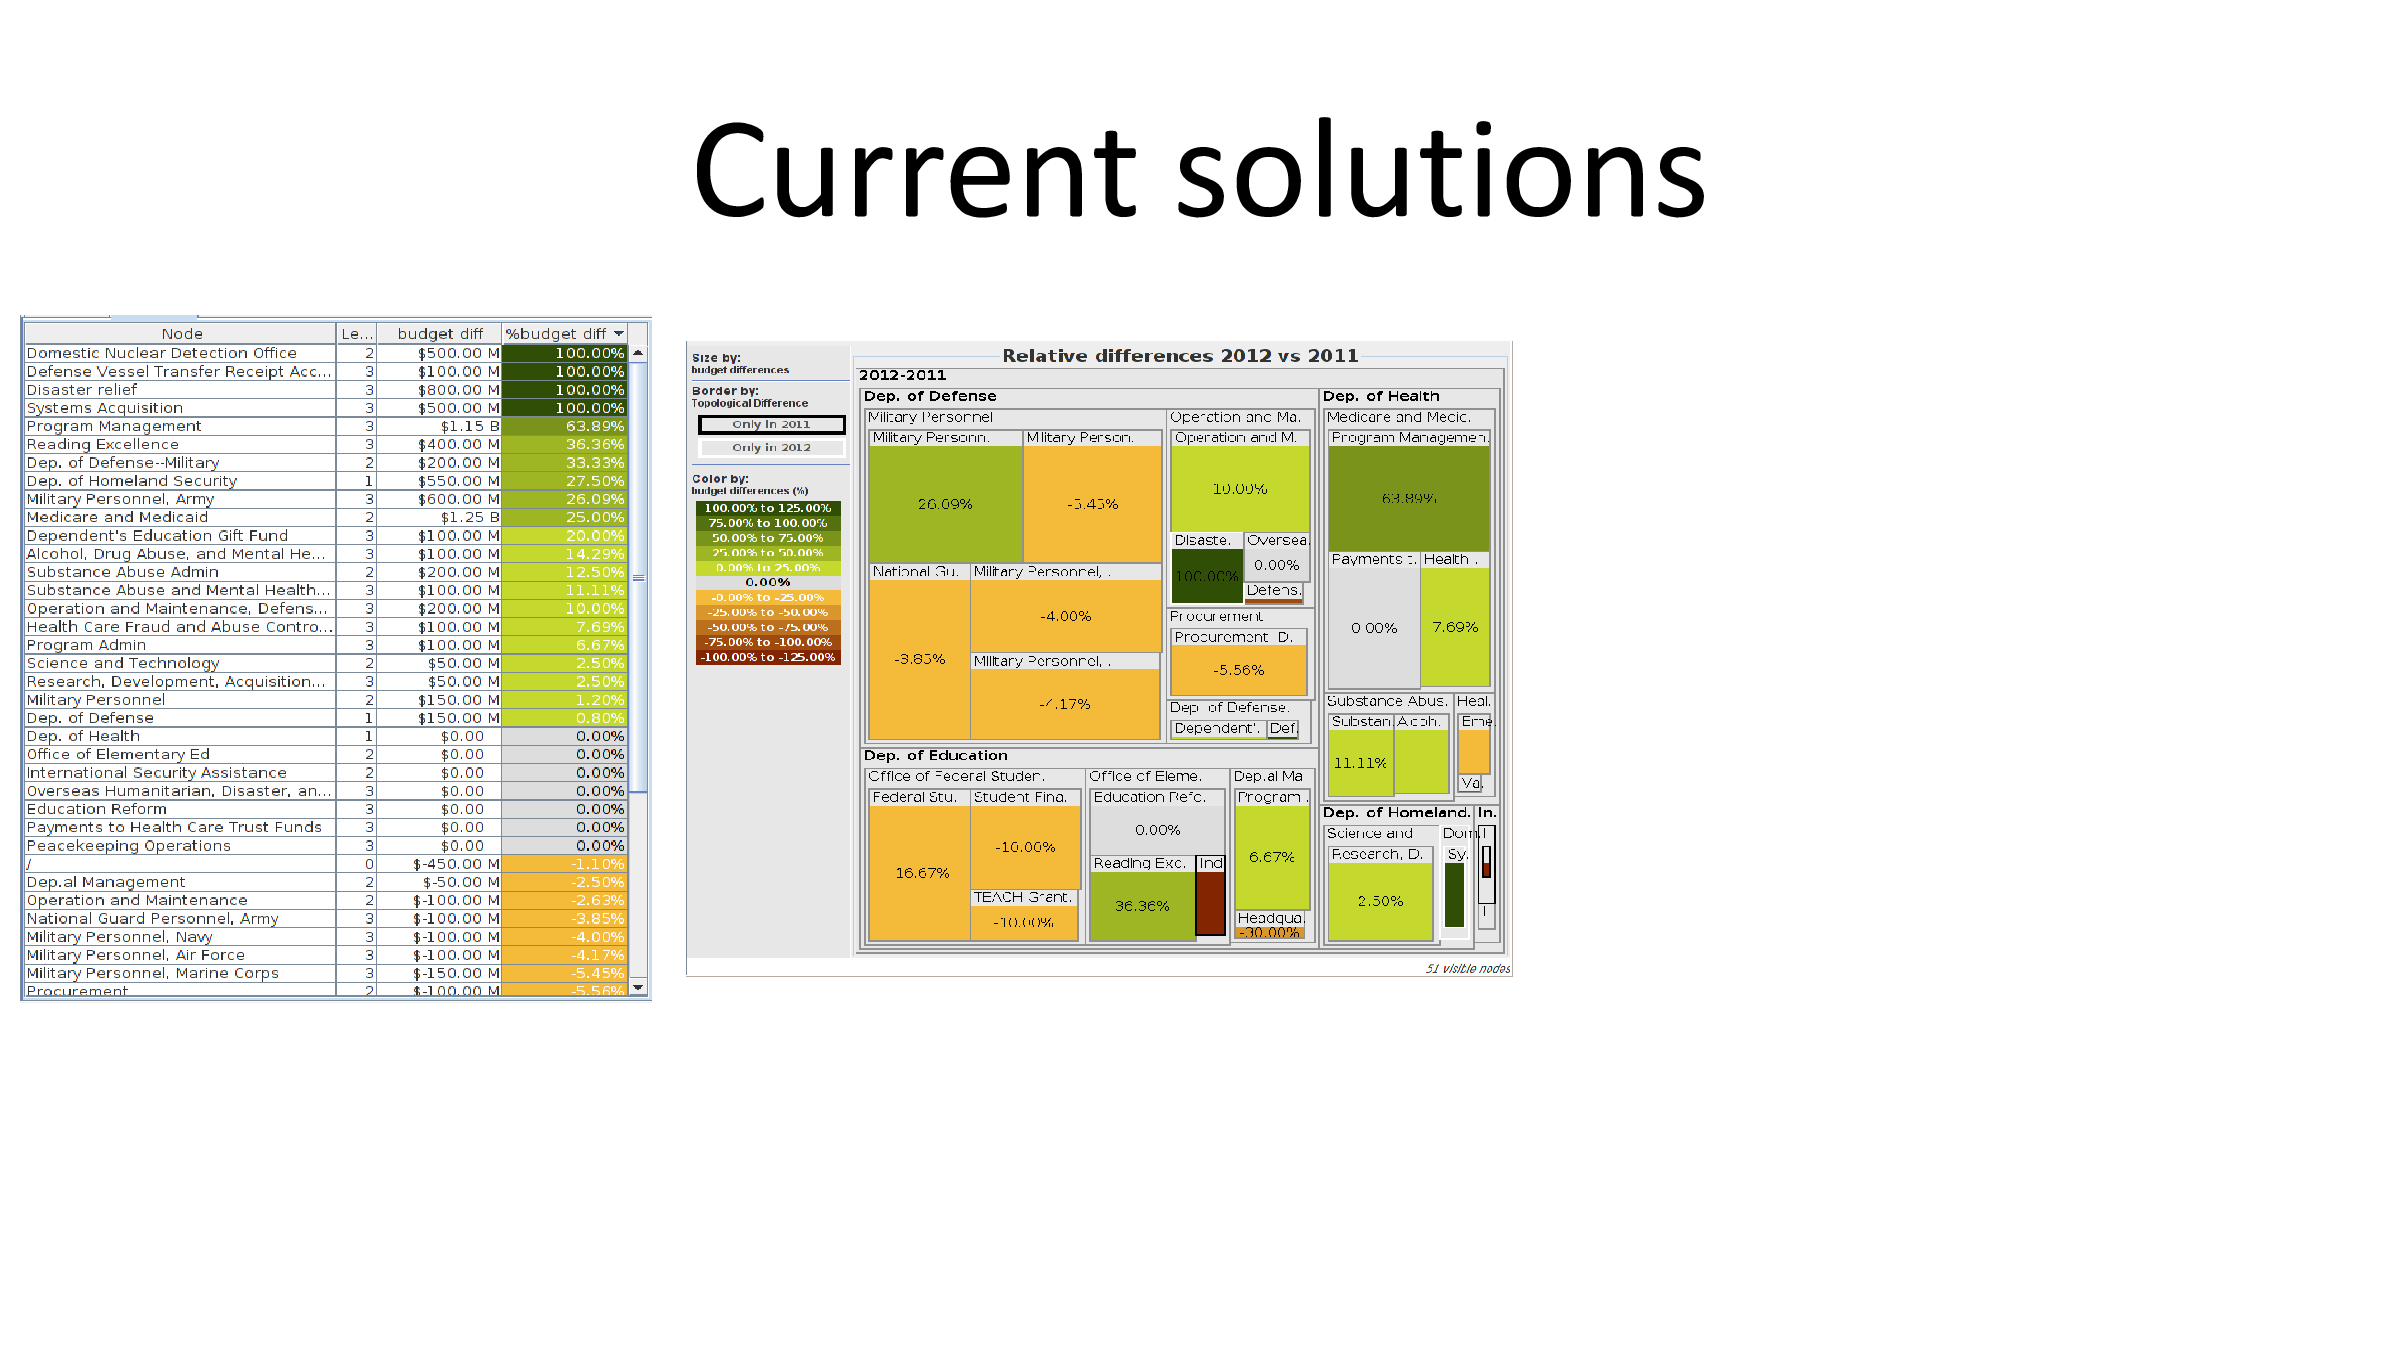 Current solutions
Node Le... budget diff %budget diff
Domestic Nuclear Detection Office 2 $500.00 M 100.00%
Defense Vessel Transfer Receipt Acc... 3 $100.00 M 100.00%
Disaster relief 3 $800.00 M 100.00%
Systems Acquisition 3 $500.00 M 100.00%
Program Management 3 $1.15 B 63.89%
Reading Excellence 3 $400.00 M 36.36%
Dep. of Defense--Military 2 $200.00 M 33.33%
Dep. of Homeland Security 1 $550.00 M 27.50%
Military Personnel, Army 3 $600.00 M 26.09%
Medicare and Medicaid 2 $1.25 B 25.00%
Dependent's Education Gift Fund 3 $100.00 M 20.00%
Alcohol, Drug Abuse, and Mental He... 3 $100.00 M 14.29%
Substance Abuse Admin 2 $200.00 M 12.50%
Substance Abuse and Mental Health... 3 $100.00 M 11.11%
Operation and Maintenance, Defens... 3 $200.00 M 10.00%
Health Care Fraud and Abuse Contro... 3 $100.00 M 7.69%
Program Admin 3 $100.00 M 6.67%
Science and Technology 2 $50.00 M 2.50%
Research, Development, Acquisition... 3 $50.00 M 2.50%
Military Personnel 2 $150.00 M 1.20%
Dep. of Defense 1 $150.00 M 0.80%
Dep. of Health 1 $0.00 0.00%
Office of Elementary Ed 2 $0.00 0.00%
International Security Assistance 2 $0.00 0.00%
Overseas Humanitarian, Disaster, an... 3 $0.00 0.00%
Education Reform 3 $0.00 0.00%
Payments to Health Care Trust Funds 3 $0.00 0.00%
Peacekeeping Operations 3 $0.00 0.00%
/ 0 $-450.00 M -1.10%
Dep.al Management 2 $-50.00 M -2.50%
Operation and Maintenance 2 $-100.00 M -2.63%
National Guard Personnel, Army 3 $-100.00 M -3.85%
Military Personnel, Navy 3 $-100.00 M -4.00%
Military Personnel, Air Force 3 $-100.00 M -4.17%
Military Personnel, Marine Corps 3 $-150.00 M -5.45%
Procurement 2 $-100.00 M -5.56%
Size by:
budget differences
Border by:
Topological Difference
Only in 2011
Only in 2012
Color by:
budget differences (%)
100.00% to 125.00%
75.00% to 100.00%
50.00% to 75.00%
25.00% to 50.00%
0.00% to 25.00%
0.00%
-0.00% to -25.00%
-25.00% to -50.00%
-50.00% to -75.00%
-75.00% to -100.00%
-100.00% to -125.00%
Relative differences 2012 vs 2011
2012-2011
Dep. of Defense
Military Personnel
Military Personn.
26.09%
Military Person.
-5.45%
National Gu.
-3.85%
Military Personnel, .
-4.00%
Military Personnel, .
-4.17%
Operation and Ma.
Operation and M.
10.00%
Disaste.
100.00%
Oversea.
0.00%
Defens.
Procurement
Procurement D.
-5.56%
Dep. of Defense.
Dependent'.
Def.
Dep. of Health
Medicare and Medic.
Program Managemen.
63.89%
Payments t.
0.00%
Health .
7.69%
Substance Abus.
Substan.
11.11%
Alcoh.
Heal.
Eme.
Va.
Dep. of Education
Office of Federal Studen.
Federal Stu.
16.67%
Student Fina.
-10.00%
TEACH Grant.
-10.00%
Office of Eleme.
Education Refo.
0.00%
Reading Exc.
36.36%
Ind
Dep.al Ma
Program .
6.67%
Headqua.
-30.00%
Dep. of Homeland.
Science and
Research, D.
2.50%
Dom.
Sy.
In.
51 visible nodes